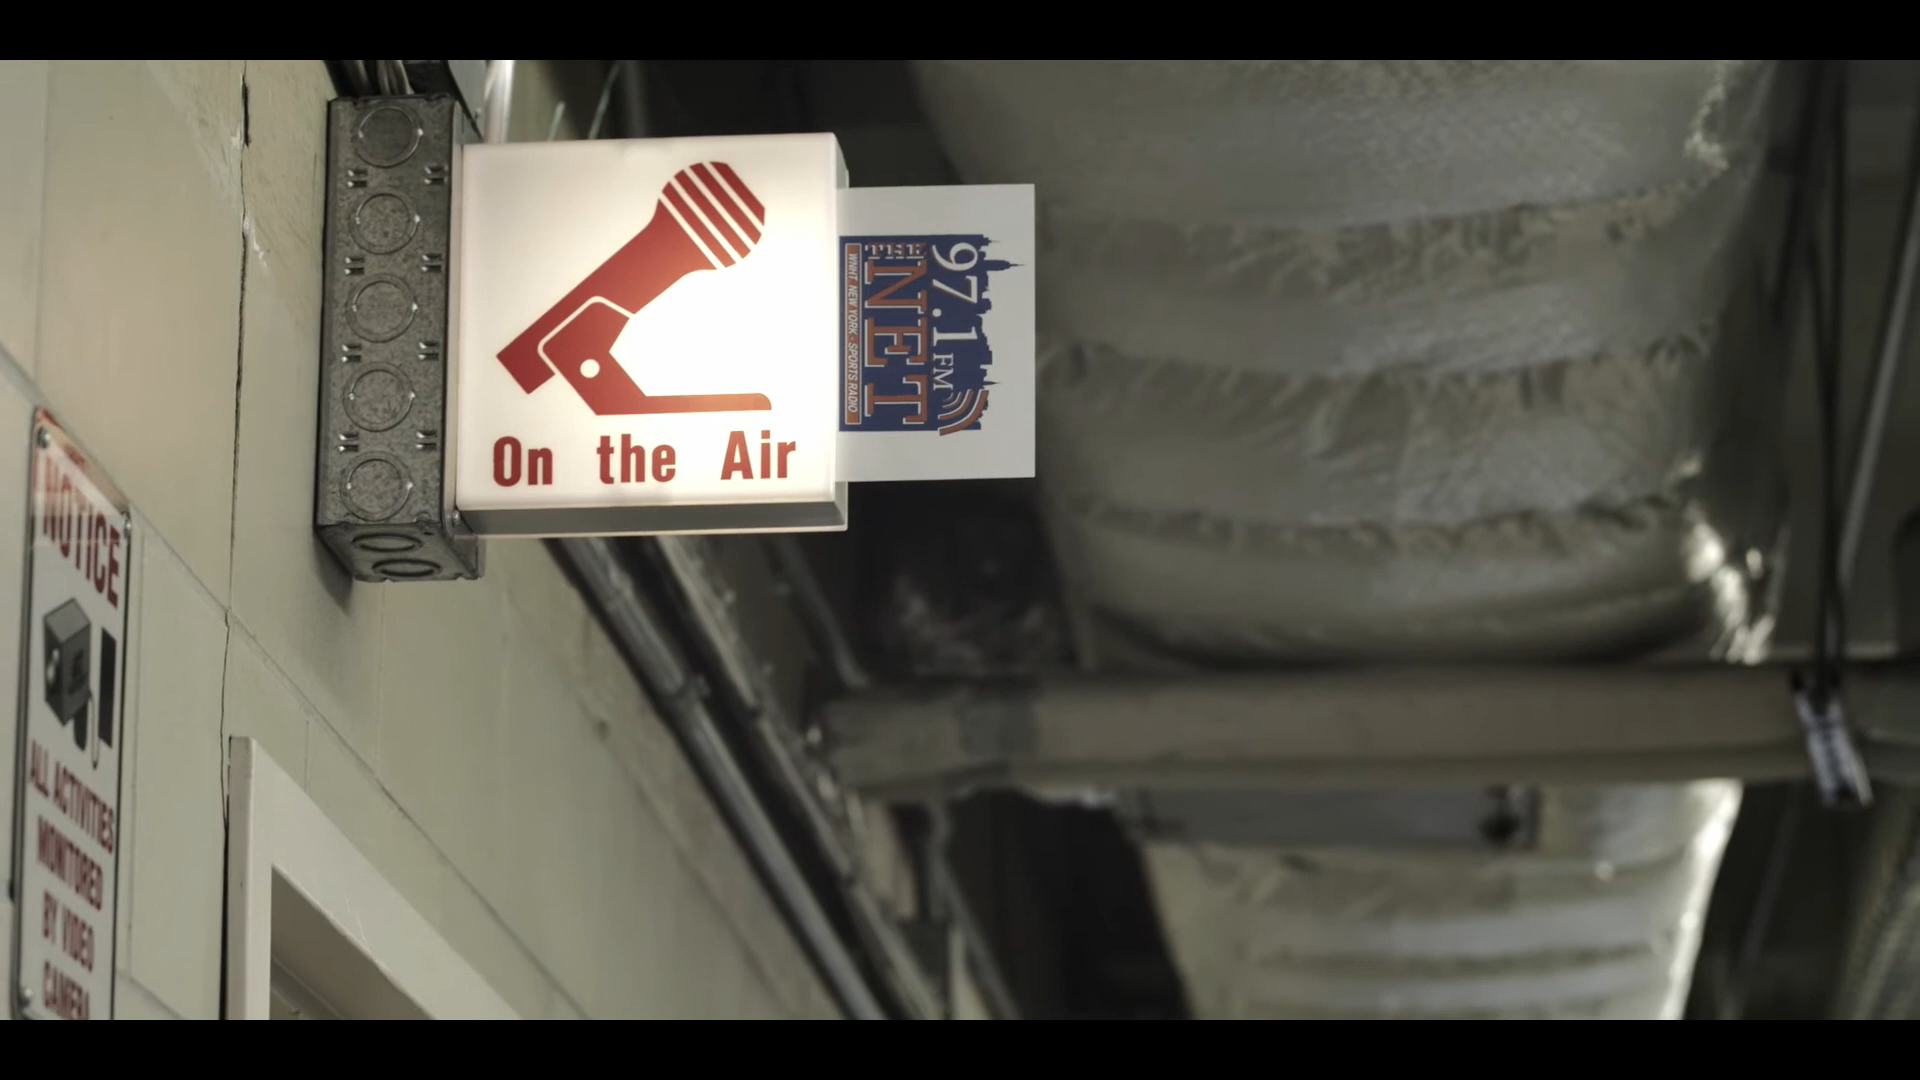 On the Air
97.1 FM
THE
NET
WNHT NEW YORK • SPORTS RADIO
NOTICE
ALL ACTIVITIES
MONITORED
BY VIDEO
CAMERA